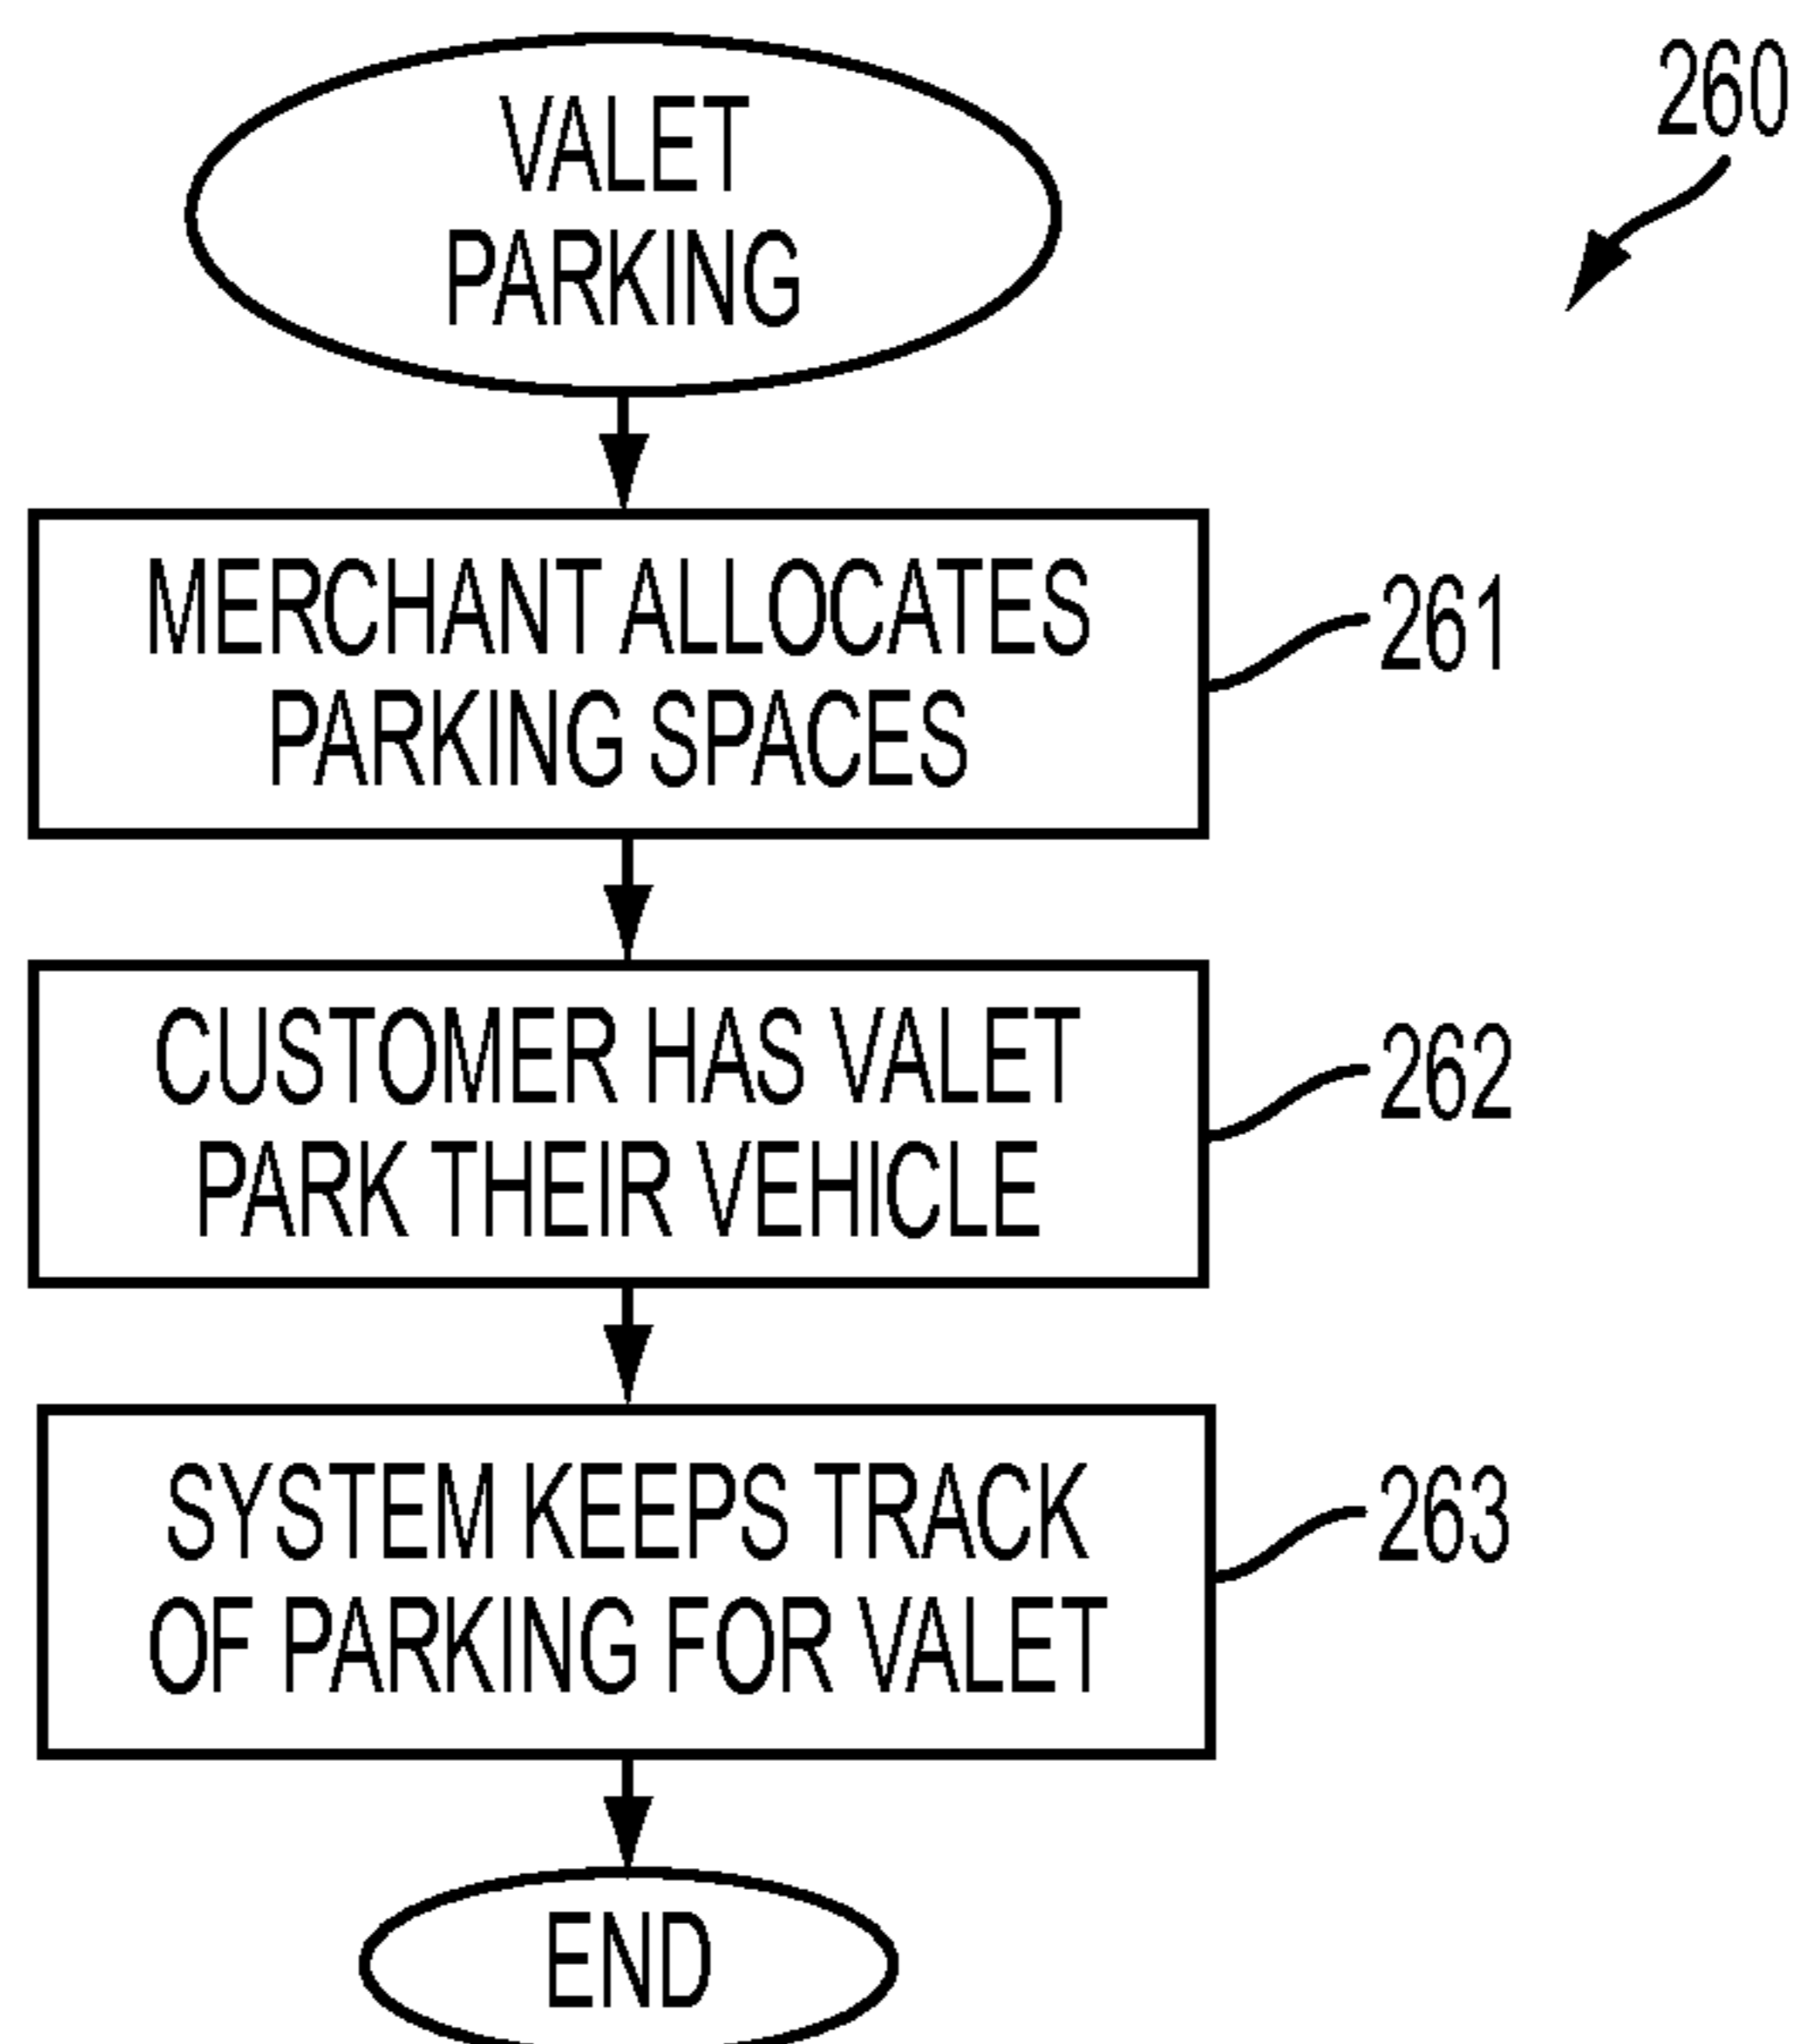 VALET
PARKING
260
MERCHANT ALLOCATES
PARKING SPACES
261
CUSTOMER HAS VALET
PARK THEIR VEHICLE
262
SYSTEM KEEPS TRACK
OF PARKING FOR VALET
263
END